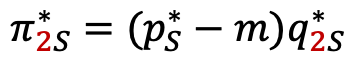 π*₂S = (p*S − m)q*₂S